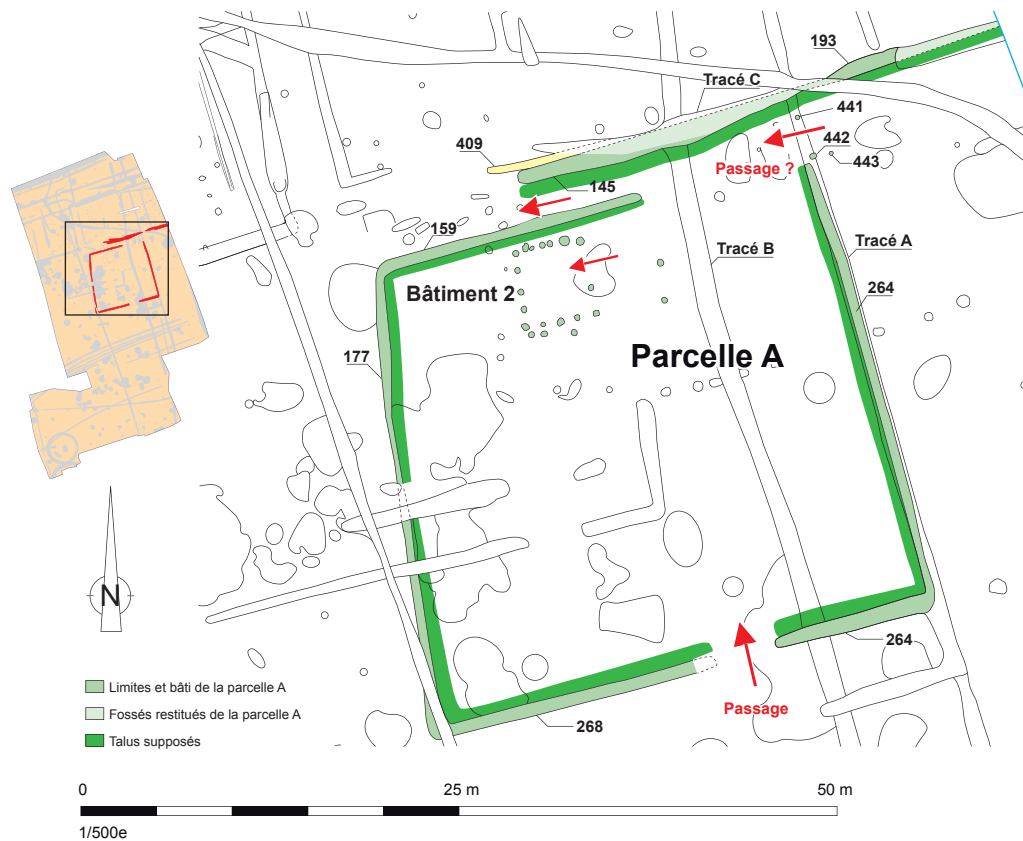 193
Tracé C
441
409
442
443
Passage ?
145
159
Tracé B
Tracé A
264
Bâtiment 2
Parcelle A
177
N
264
Passage
268
Limites et bâti de la parcelle A
Fossés restitués de la parcelle A
Talus supposés
0 25 m 50 m
1/500e